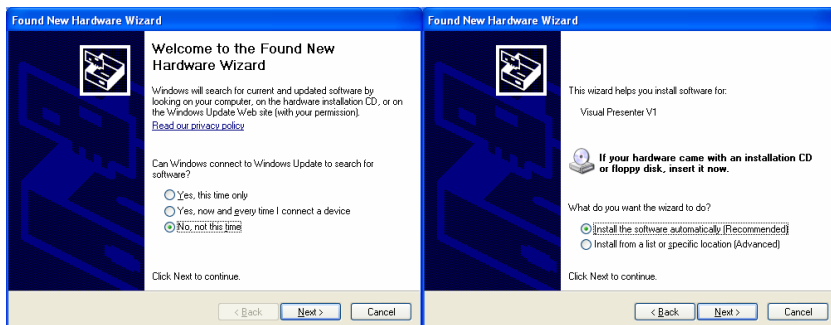 Found New Hardware Wizard
Welcome to the Found New
Hardware Wizard
Windows will search for current and updated software by
looking on your computer, on the hardware installation CD, or on
the Windows Update Web site (with your permission).
Read our privacy policy
Can Windows connect to Windows Update to search for
software?
Yes, this time only
Yes, now and every time I connect a device
No, not this time
Click Next to continue.
< Back
Next >
Cancel
Found New Hardware Wizard
This wizard helps you install software for:
Visual Presenter V1
If your hardware came with an installation CD
or floppy disk, insert it now.
What do you want the wizard to do?
Install the software automatically (Recommended)
Install from a list or specific location (Advanced)
Click Next to continue.
< Back
Next >
Cancel